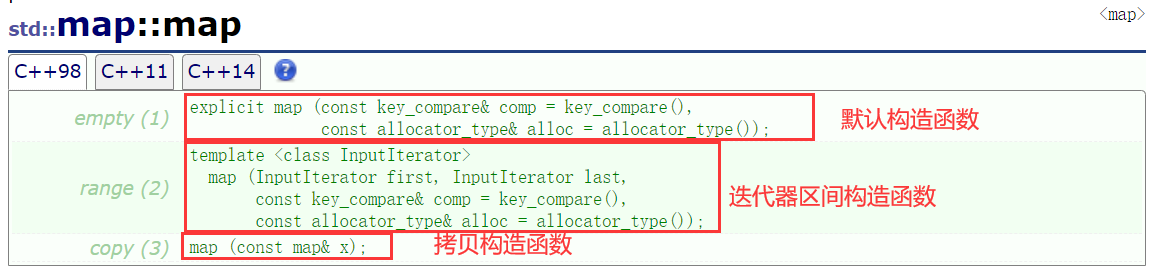 std::map::map
<map>
C++98 C++11 C++14 ?
empty (1) explicit map (const key_compare& comp = key_compare(),
const allocator_type& alloc = allocator_type());
默认构造函数
range (2) template <class InputIterator>
map (InputIterator first, InputIterator last,
const key_compare& comp = key_compare(),
const allocator_type& alloc = allocator_type());
迭代器区间构造函数
copy (3) map (const map& x);
拷贝构造函数